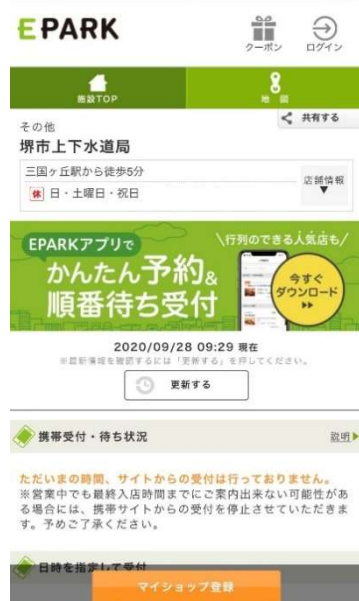 EPARK
クーポン
ログイン
施設TOP
地 図
共有する
その他
堺市上下水道局
三国ヶ丘駅から徒歩5分
休 日・土曜日・祝日
店舗情報
▼
EPARKアプリで
かんたん予約&
順番待ち受付
\行列のできる人気店も/
今すぐ
ダウンロード
▶▶
2020/09/28 09:29 現在
※最新情報を確認するには「更新する」を押してください。
更新する
携帯受付・待ち状況
説明▶
ただいまの時間、サイトからの受付は行っておりません。
※営業中でも最終入店時間までにご案内出来ない可能性があ
る場合には、携帯サイトからの受付を停止させていただきま
す。予めご了承ください。
日時を指定して受付
マイショップ登録